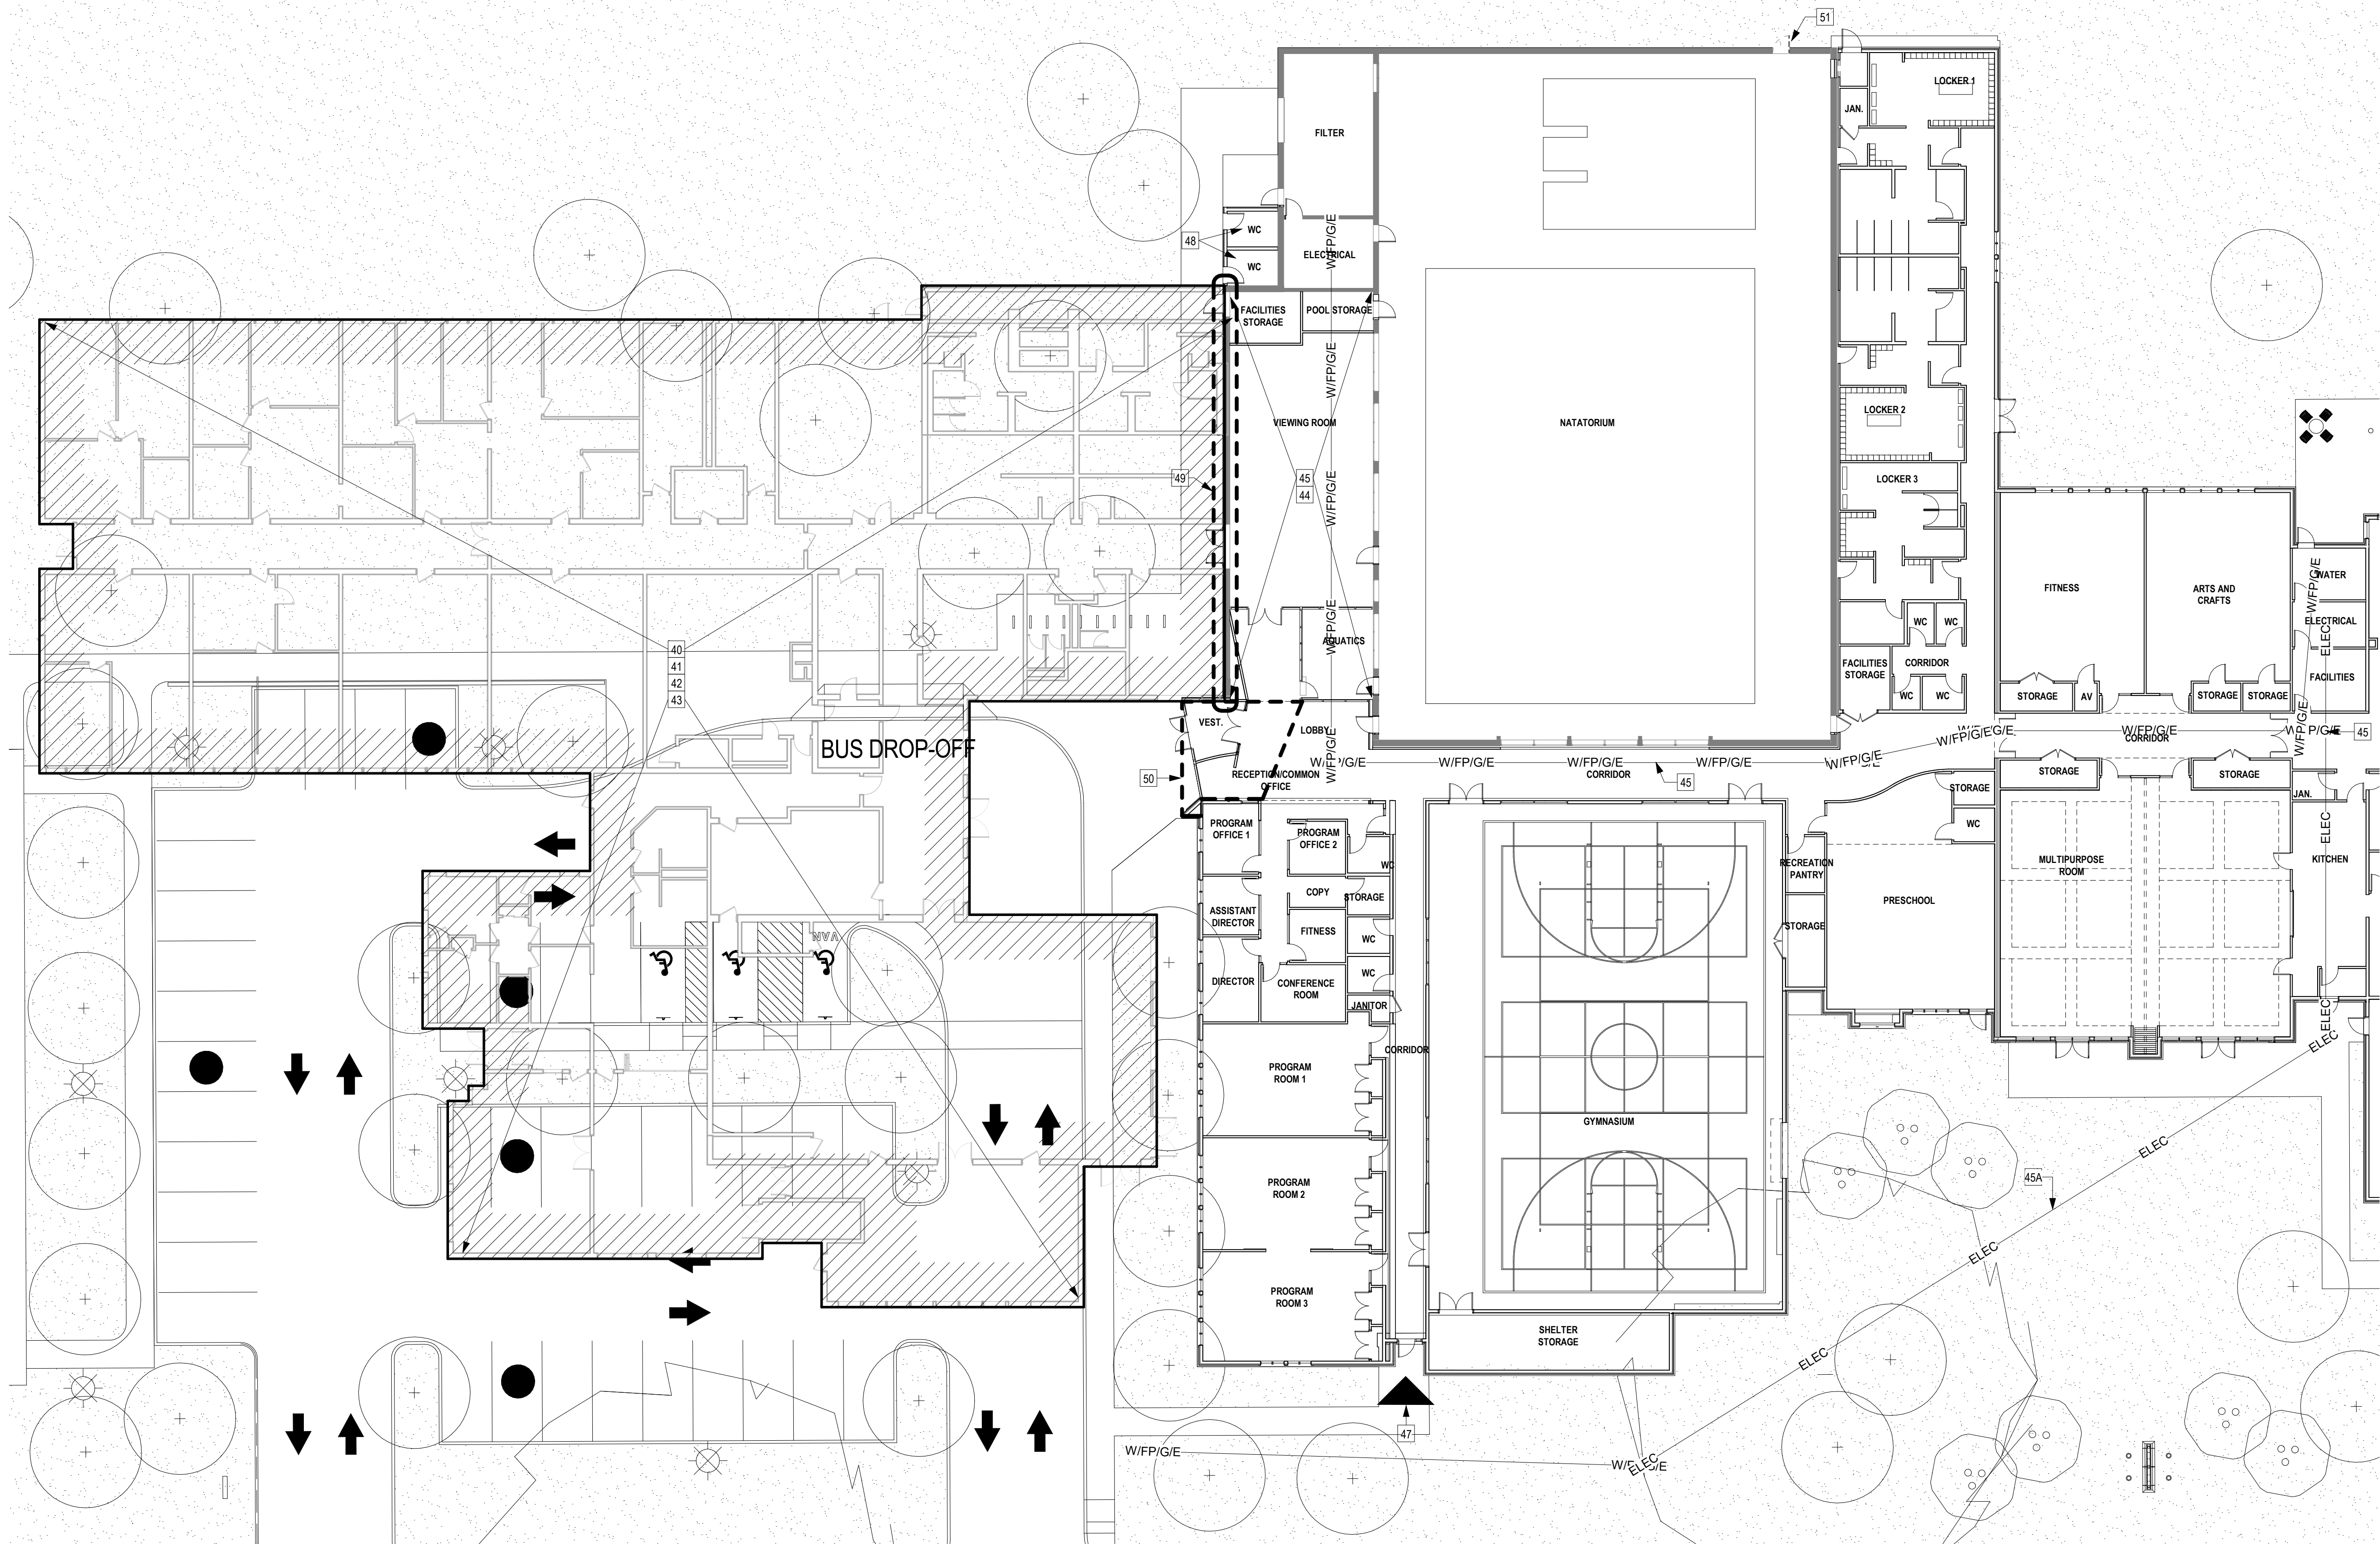 51
LOCKER 1
JAN.
FILTER
48
WC
WC
ELECTRICAL
W/FP/G/E
FACILITIES
STORAGE
POOL STORAGE
W/FP/G/E
LOCKER 2
VIEWING ROOM
NATATORIUM
49
45
44
W/FP/G/E
LOCKER 3
FITNESS
ARTS AND
CRAFTS
WATER
W/FP/G/E
ELECTRICAL
ELEC
WC
WC
AQUATICS
W/FP/G/E
40
41
42
43
FACILITIES
STORAGE
CORRIDOR
WC
WC
FACILITIES
STORAGE
AV
STORAGE
STORAGE
VEST.
LOBBY
W/FP/G/E
BUS DROP-OFF
W/FP/G/E
W/FP/G/E
CORRIDOR
45
50
RECEPTION/COMMON
OFFICE
W/FP/G/E
W/FP/G/E
W/FP/G/E
W/FP/G/E
CORRIDOR
45
W/FP/G/E
STORAGE
STORAGE
STORAGE
JAN.
PROGRAM
OFFICE 1
PROGRAM
OFFICE 2
WC
WC
ELEC
RECREATION
PANTRY
MULTIPURPOSE
ROOM
KITCHEN
COPY
STORAGE
PRESCHOOL
ASSISTANT
DIRECTOR
FITNESS
WC
STORAGE
VAN
WC
DIRECTOR
CONFERENCE
ROOM
JANITOR
ELEC
ELEC
CORRIDOR
PROGRAM
ROOM 1
GYMNASIUM
ELEC
45A
PROGRAM
ROOM 2
ELEC
PROGRAM
ROOM 3
SHELTER
STORAGE
ELEC
47
W/FP/G/E
ELEC